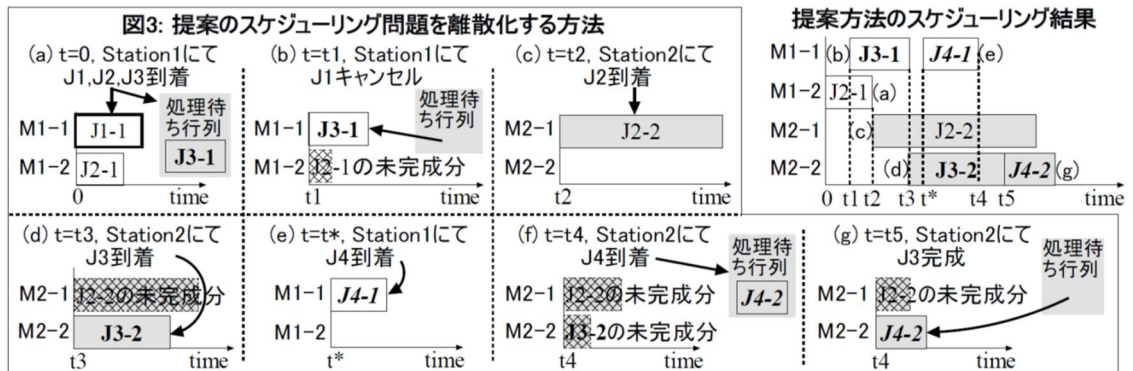 図3: 提案のスケジューリング問題を離散化する方法
(a) t=0, Station1にて
J1,J2,J3到着
処理待
ち行列
M1-1
J1-1
J3-1
M1-2
J2-1
0
time
(b) t=t1, Station1にて
J1キャンセル
処理待
ち行列
M1-1
J3-1
M1-2
J2-1の未完成分
t1
time
(c) t=t2, Station2にて
J2到着
M2-1
J2-2
M2-2
t2
time
提案方法のスケジューリング結果
M1-1
(b)
J3-1
J4-1
(e)
M1-2
J2-1
(a)
M2-1
(c)
J2-2
M2-2
(d)
J3-2
J4-2
(g)
0
t1
t2
t3
t*
t4
t5
time
(d) t=t3, Station2にて
J3到着
M2-1
J2-2の未完成分
M2-2
J3-2
t3
time
(e) t=t*, Station1にて
J4到着
M1-1
J4-1
M1-2
t*
time
(f) t=t4, Station2にて
J4到着
処理待
ち行列
M2-1
J2-2の未完成分
J4-2
M2-2
J3-2の未完成分
t4
time
(g) t=t5, Station2にて
J3完成
処理待
ち行列
M2-1
J2-2の未完成分
M2-2
J4-2
t4
time